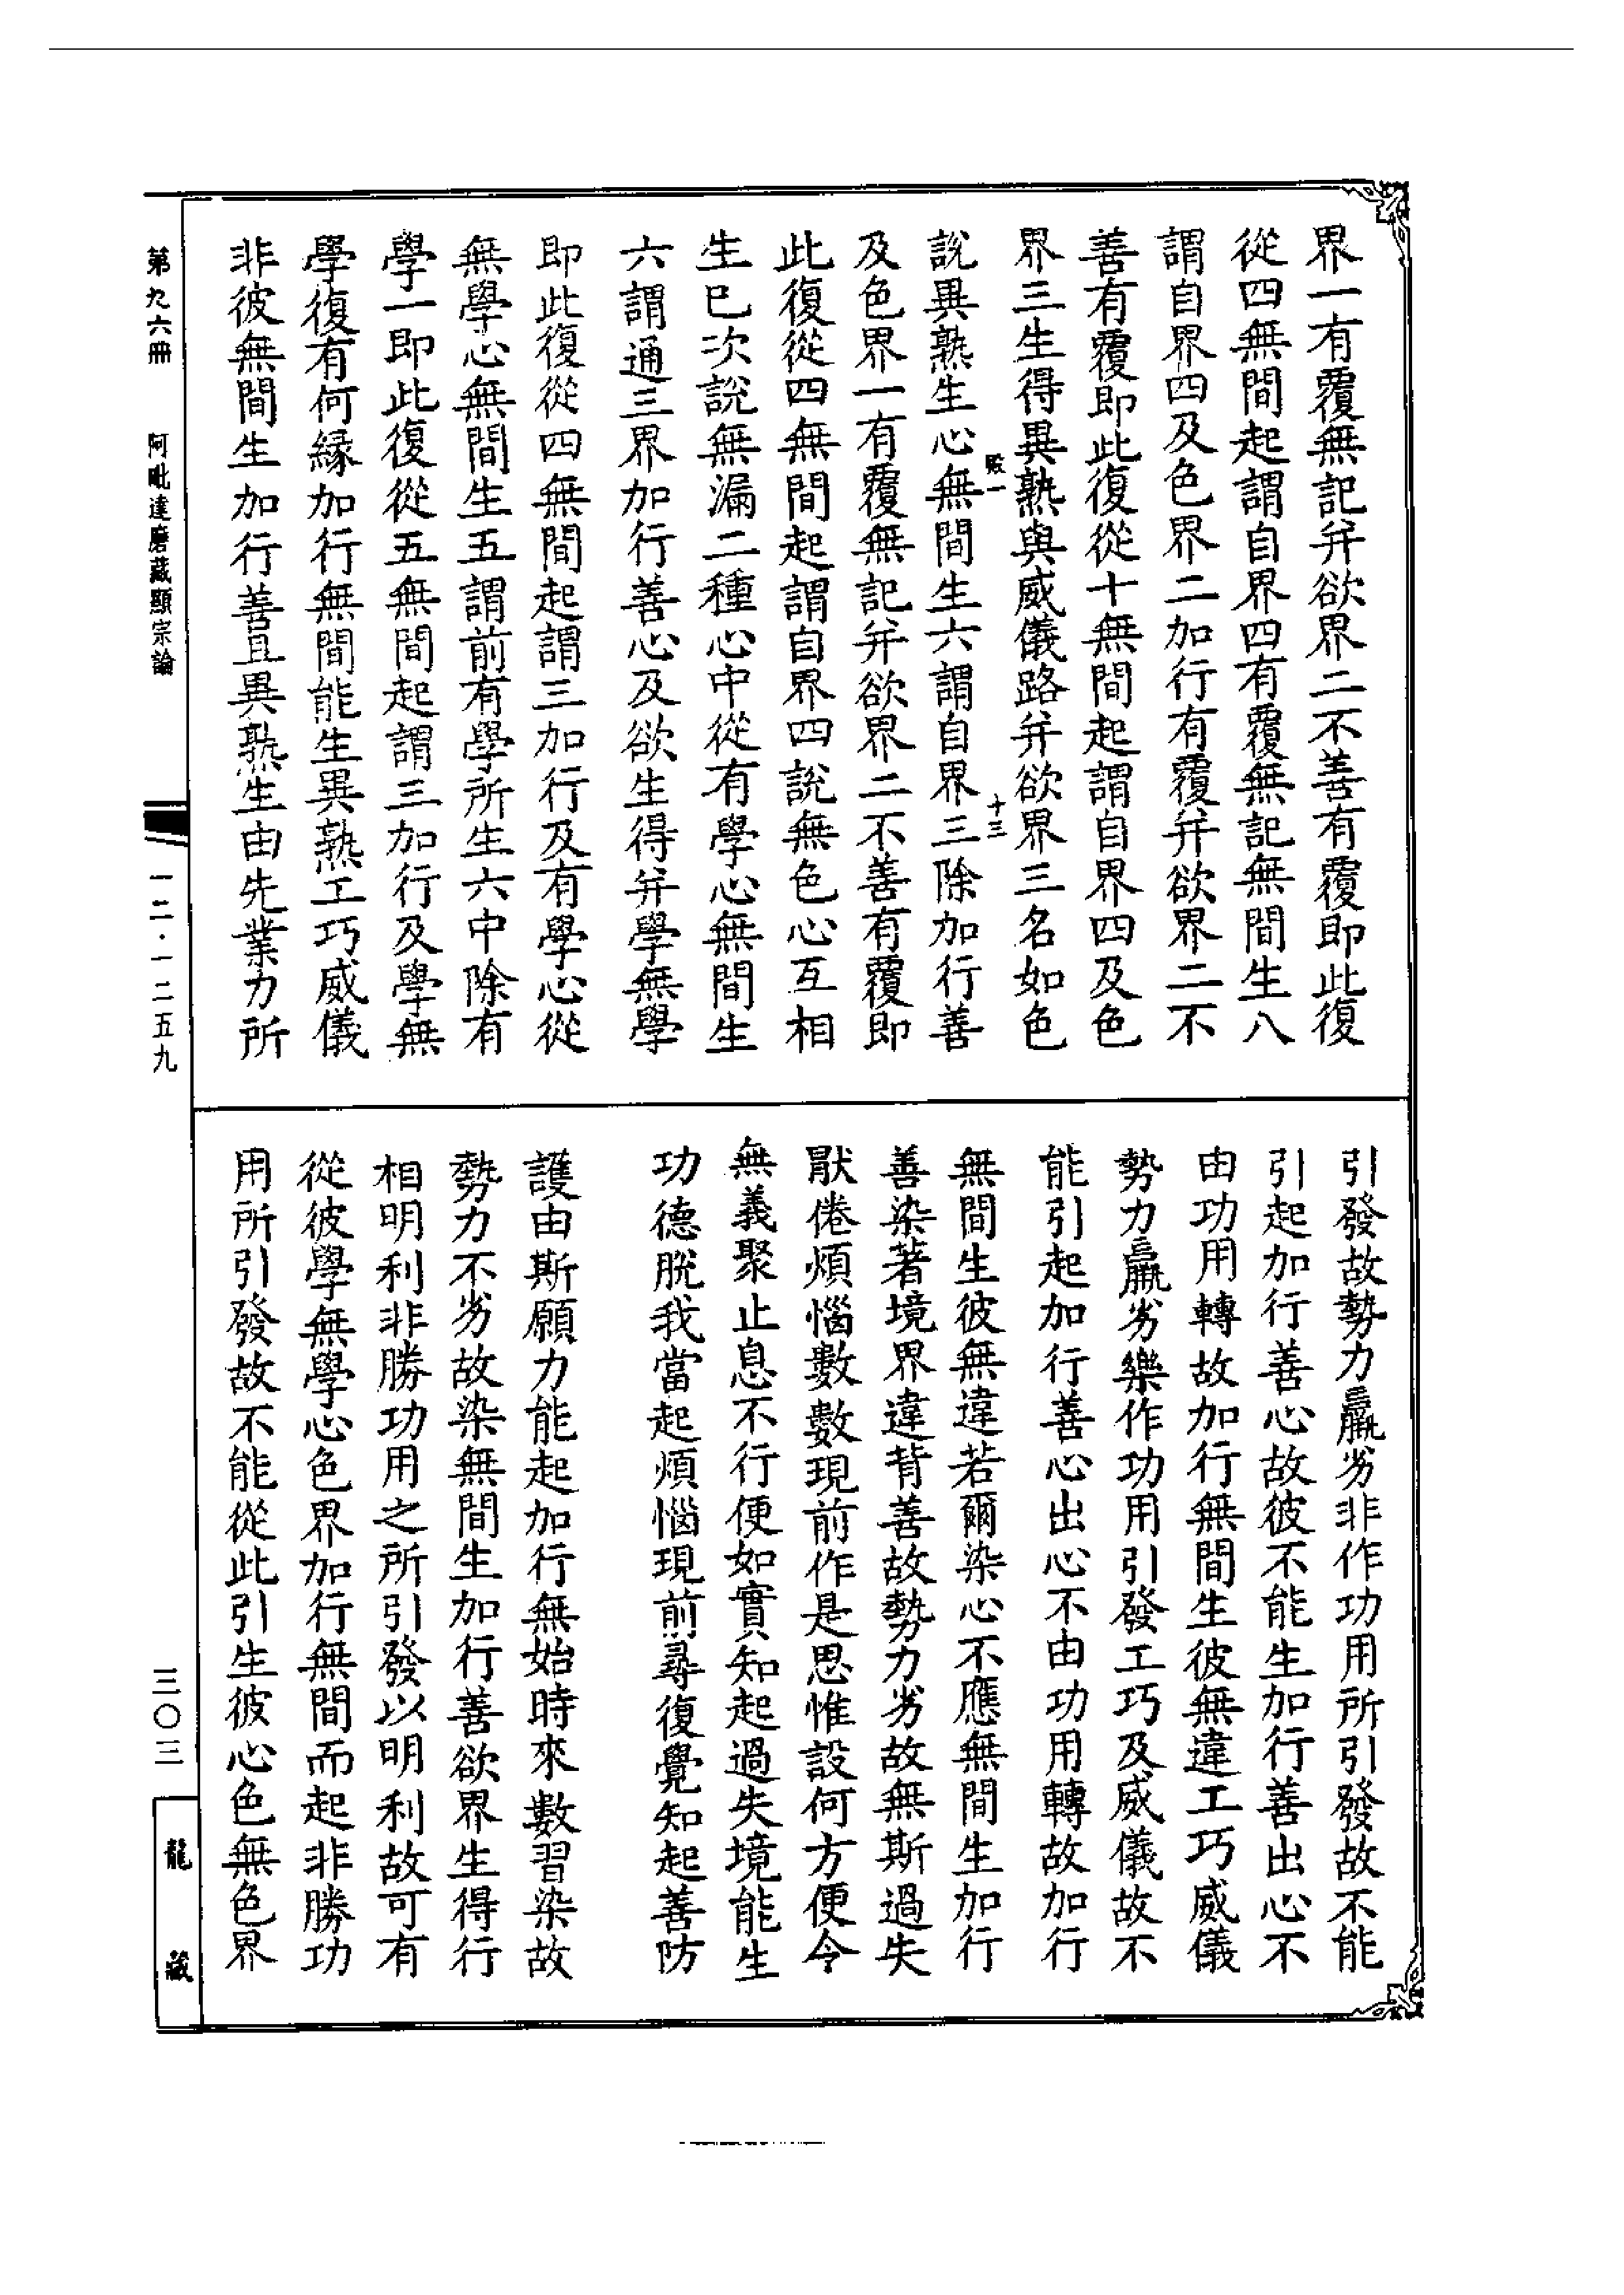 界一有覆無記并欲界二不善有覆即此復
從四無間起謂自界四有覆無記無間生八
謂自界四及色界二加行有覆并欲界二不
善有覆即此復從十無間起謂自界四及色
界三生得異熟與威儀路并欲界三名如色
毆一
十三
說異熟生心無間生六謂自界三除加行善
及色界一有覆無記并欲界二不善有覆即
此復從四無間起謂自界四說無色心互相
生已次說無漏二種心中從有學心無間生
六謂通三界加行善心及欲生得并學無學
即此復從四無間起謂三加行及有學心從
無學心無間生五謂前有學所生六中除有
學一即此復從五無間起謂三加行及學無
學復有何緣加行無間能生異熟工巧威儀
非彼無間生加行善且異熟生由先業力所
引發故勢力羸劣非作功用所引發故不能
引起加行善心故彼不能生加行善出心不
由功用轉故加行無間生彼無違工巧威儀
勢力羸劣樂作功用引發工巧及威儀故不
能引起加行善心出心不由功用轉故加行
無間生彼無違若爾染心不應無間生加行
善染著境界違背善故勢力劣故無斯過失
厭倦煩惱數數現前作是思惟設何方便令
無義聚止息不行便如實知起過失境能生
功德脫我當起煩惱現前尋復覺知起善防
護由斯願力能起加行無始時來數習染故
勢力不劣故染無間生加行善欲界生得行
相明利非勝功用之所引發以明利故可有
從彼學無學心色界加行無間而起非勝功
用所引發故不能從此引生彼心色無色界
第九六冊
阿毗達磨藏顯宗論
一二·一二五九
三〇三
龍藏